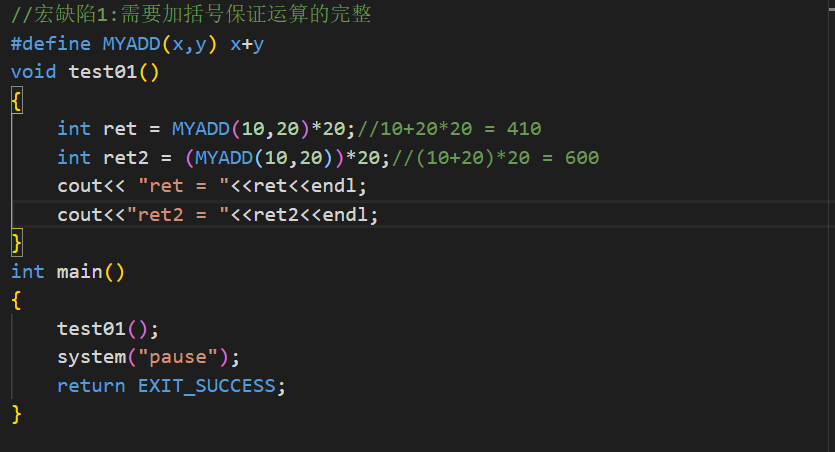 //宏缺陷1:需要加括号保证运算的完整
#define MYADD(x,y) x+y
void test01()
{
    int ret = MYADD(10,20)*20;//10+20*20 = 410
    int ret2 = (MYADD(10,20))*20;//(10+20)*20 = 600
    cout<< "ret = "<<ret<<endl;
    cout<<"ret2 = "<<ret2<<endl;
}
int main()
{
    test01();
    system("pause");
    return EXIT_SUCCESS;
}